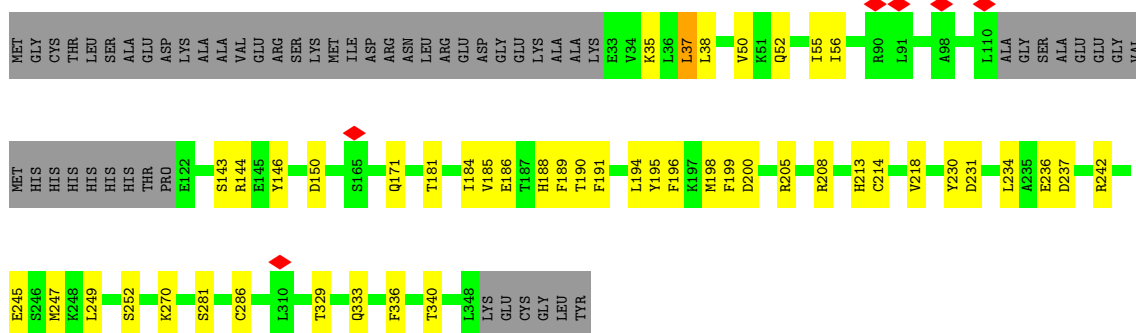 MET GLY CYS THR LEU SER ALA GLU ASP LYS ALA ALA VAL GLU ARG SER LYS MET ILE ASP ARG ASN LEU ARG GLU ASP GLY GLU LYS ALA ALA LYS E33 V34 K35 L36 L37 L38 V50 K51 Q52 I55 I56 R90 L91 A98 L110 ALA GLY SER ALA GLU GLU GLY VAL
MET HIS HIS HIS HIS HIS HIS THR PRO E122 S143 R144 E145 Y146 D150 S165 Q171 T181 I184 V185 E186 T187 H188 F189 T190 F191 L194 Y195 F196 K197 M198 F199 D200 R205 R208 H213 C214 V218 Y230 D231 L234 A235 E236 D237 R242
E245 S246 M247 K248 L249 S252 K270 S281 C286 L310 T329 Q333 F336 T340 L348 LYS GLU CYS GLY LEU TYR